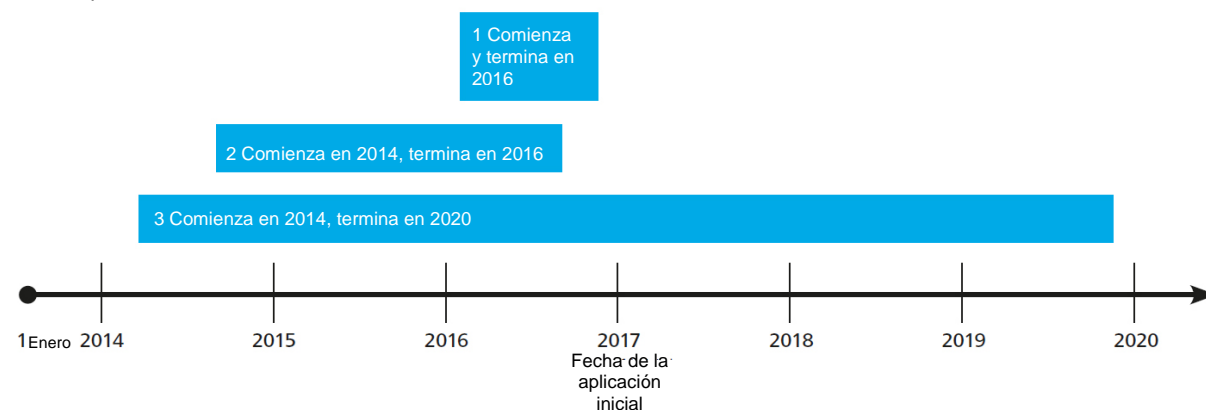 1 Comienza
y termina en
2016
2 Comienza en 2014, termina en 2016
3 Comienza en 2014, termina en 2020
1Enero 2014 2015 2016 2017 2018 2019 2020
Fecha de la
aplicación
inicial